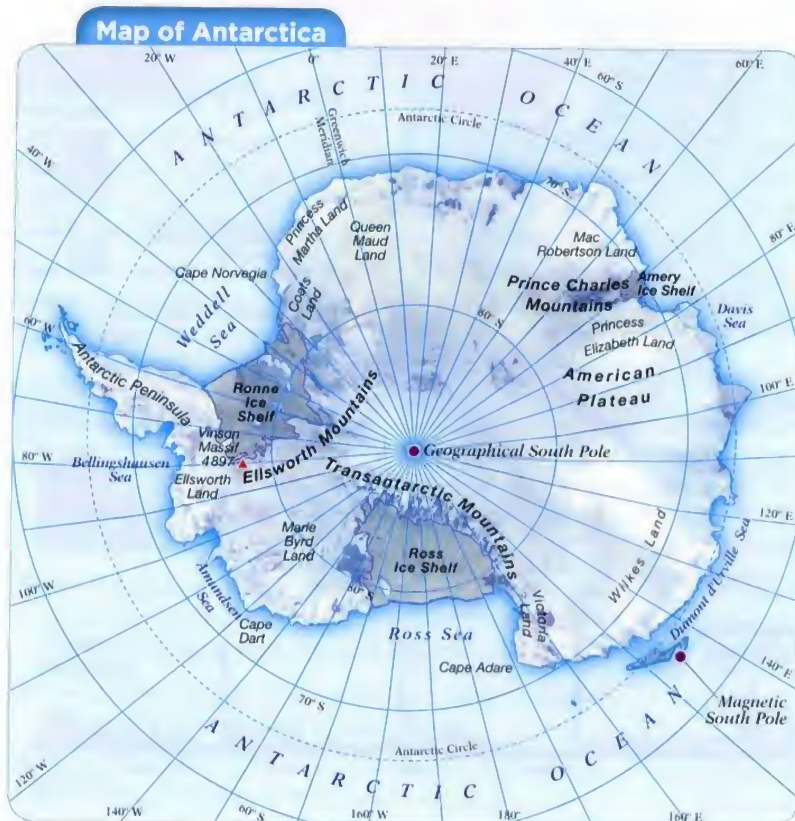 Map of Antarctica
20° W
0°
20° E
40° E
60° S
60° E
ANTARCTIC OCEAN
Antarctic Circle
Greenwich
Meridian
40° W
20° S
80° E
Princess
Martha Land
Queen
Maud
Land
Mac
Robertson Land
Cape Norvegia
Coats
Land
Prince Charles
Mountains
Amery
Ice Shelf
Weddell
Sea
80° S
Davis
Sea
60° W
Princess
Elizabeth Land
Antarctic Peninsula
American
Plateau
100° E
Ronne
Ice
Shelf
Ellsworth Mountains
Vinson
Massif
4897
Geographical South Pole
80° W
Bellingshausen
Sea
Ellsworth
Land
Transantarctic Mountains
120° E
Marie
Byrd
Land
Ross
Ice Shelf
Wilkes Land
Dumont d'Urville Sea
100° W
Amundsen
Sea
80° S
Victoria
Land
Cape
Dart
Ross Sea
Cape Adare
140° E
Magnetic
South Pole
70° S
ANTARCTIC OCEAN
Antarctic Circle
120° W
140° W
60° S
160° W
180°
160° E